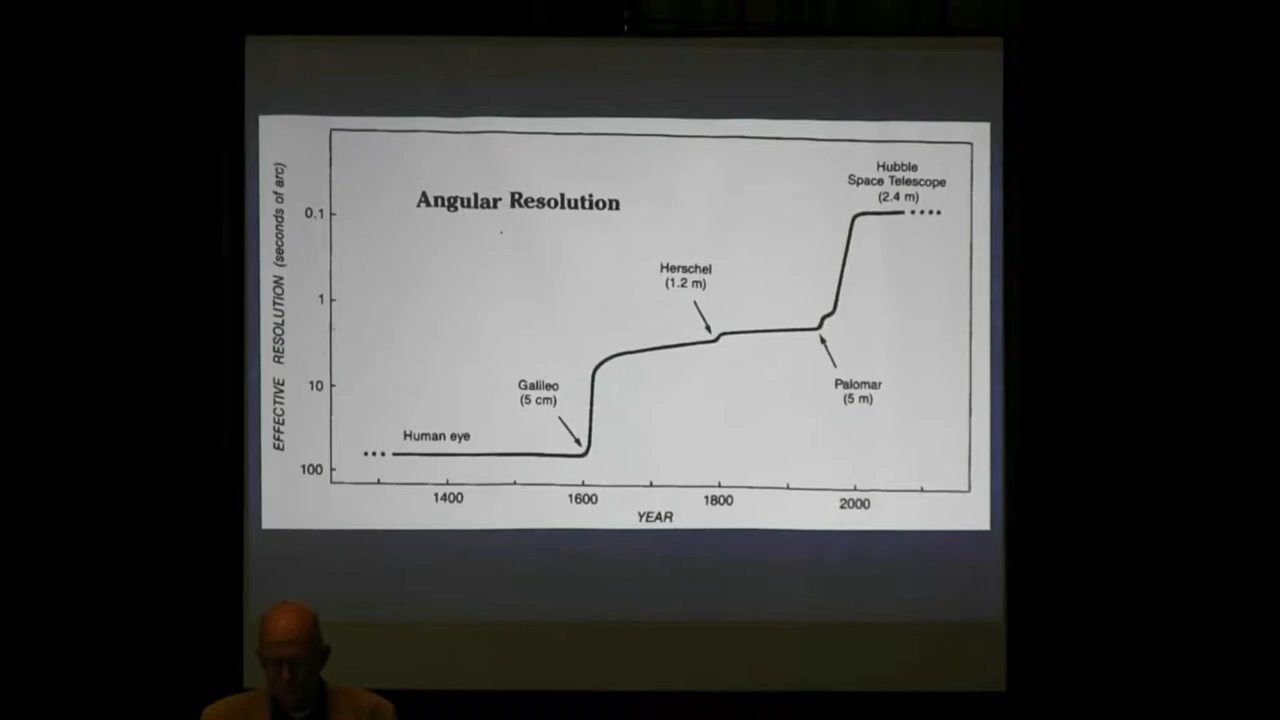 Angular Resolution
EFFECTIVE RESOLUTION (seconds of arc)
0.1
1
10
100
Hubble
Space Telescope
(2.4 m)
Herschel
(1.2 m)
Galileo
(5 cm)
Palomar
(5 m)
Human eye
1400
1600
1800
2000
YEAR